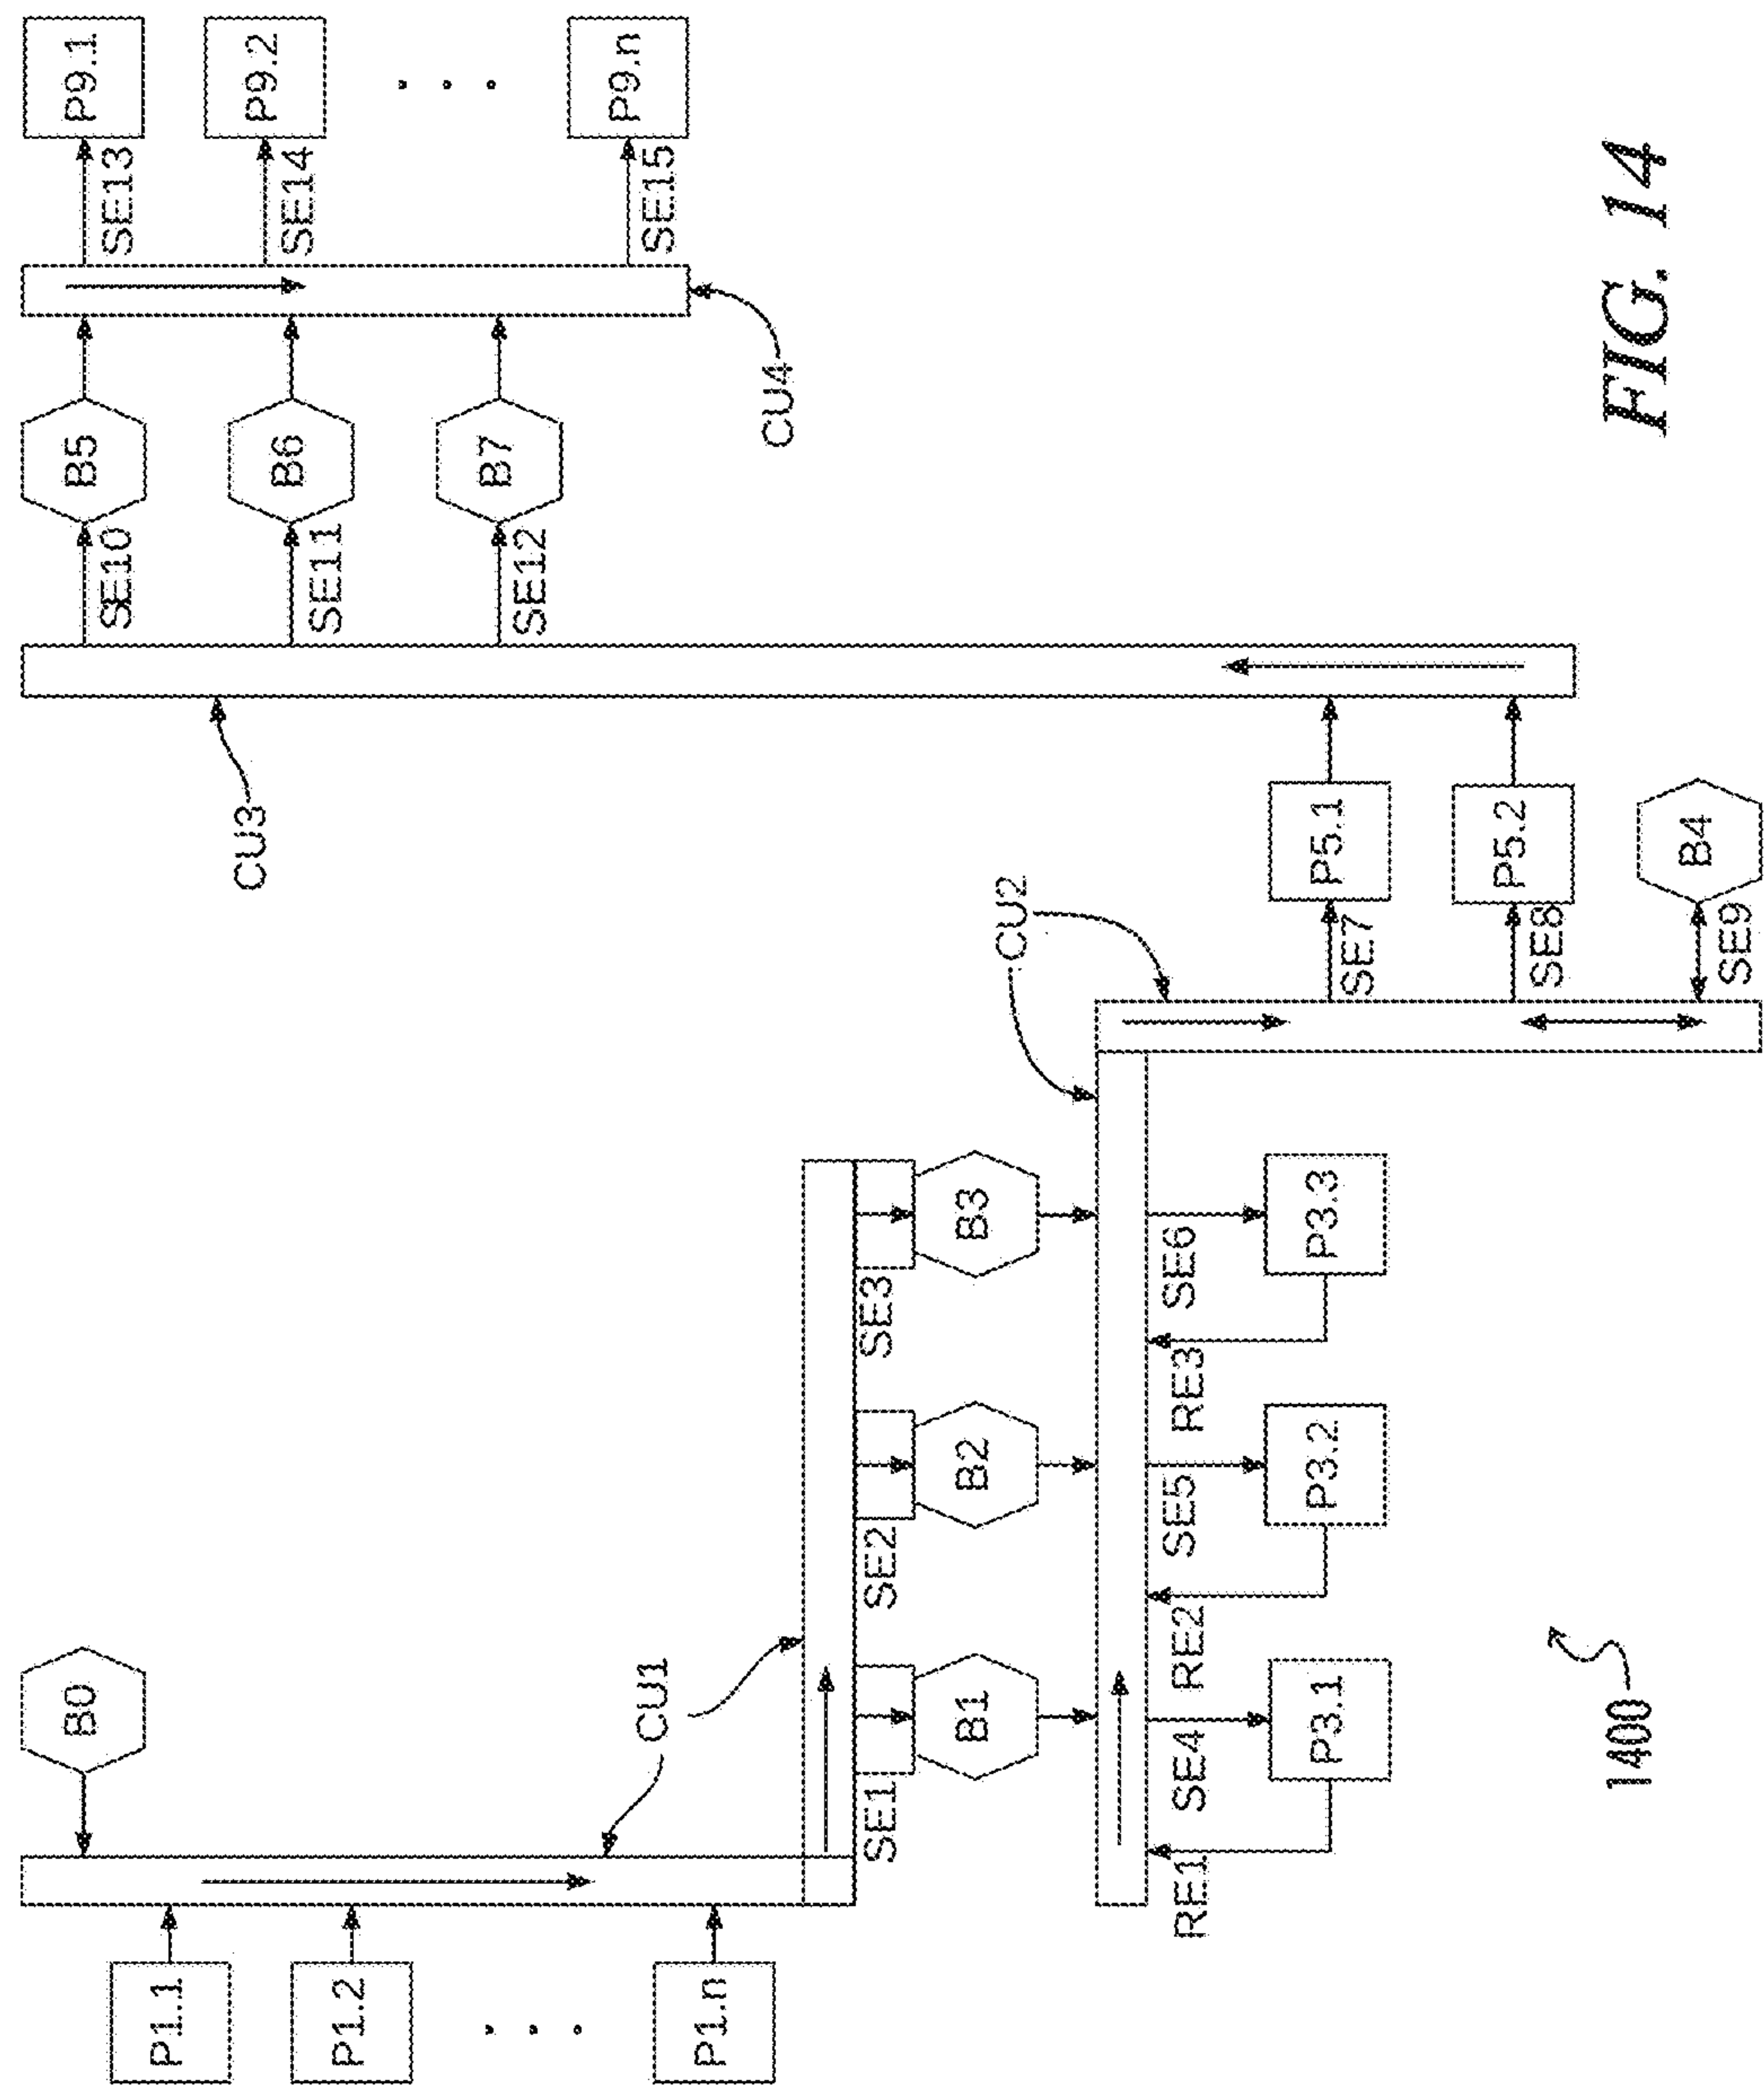 P1.1
P1.2
. . .
P1.n
B0
CU1
SE1
SE2
SE3
B1
B2
B3
RE1
SE4
RE2
SE5
RE3
SE6
P3.1
P3.2
P3.3
CU2
SE7
SE8
SE9
P5.1
P5.2
B4
CU3
SE10
SE11
SE12
B5
B6
B7
CU4
SE13
SE14
SE15
P9.1
P9.2
. . .
P9.n
1400
FIG. 14